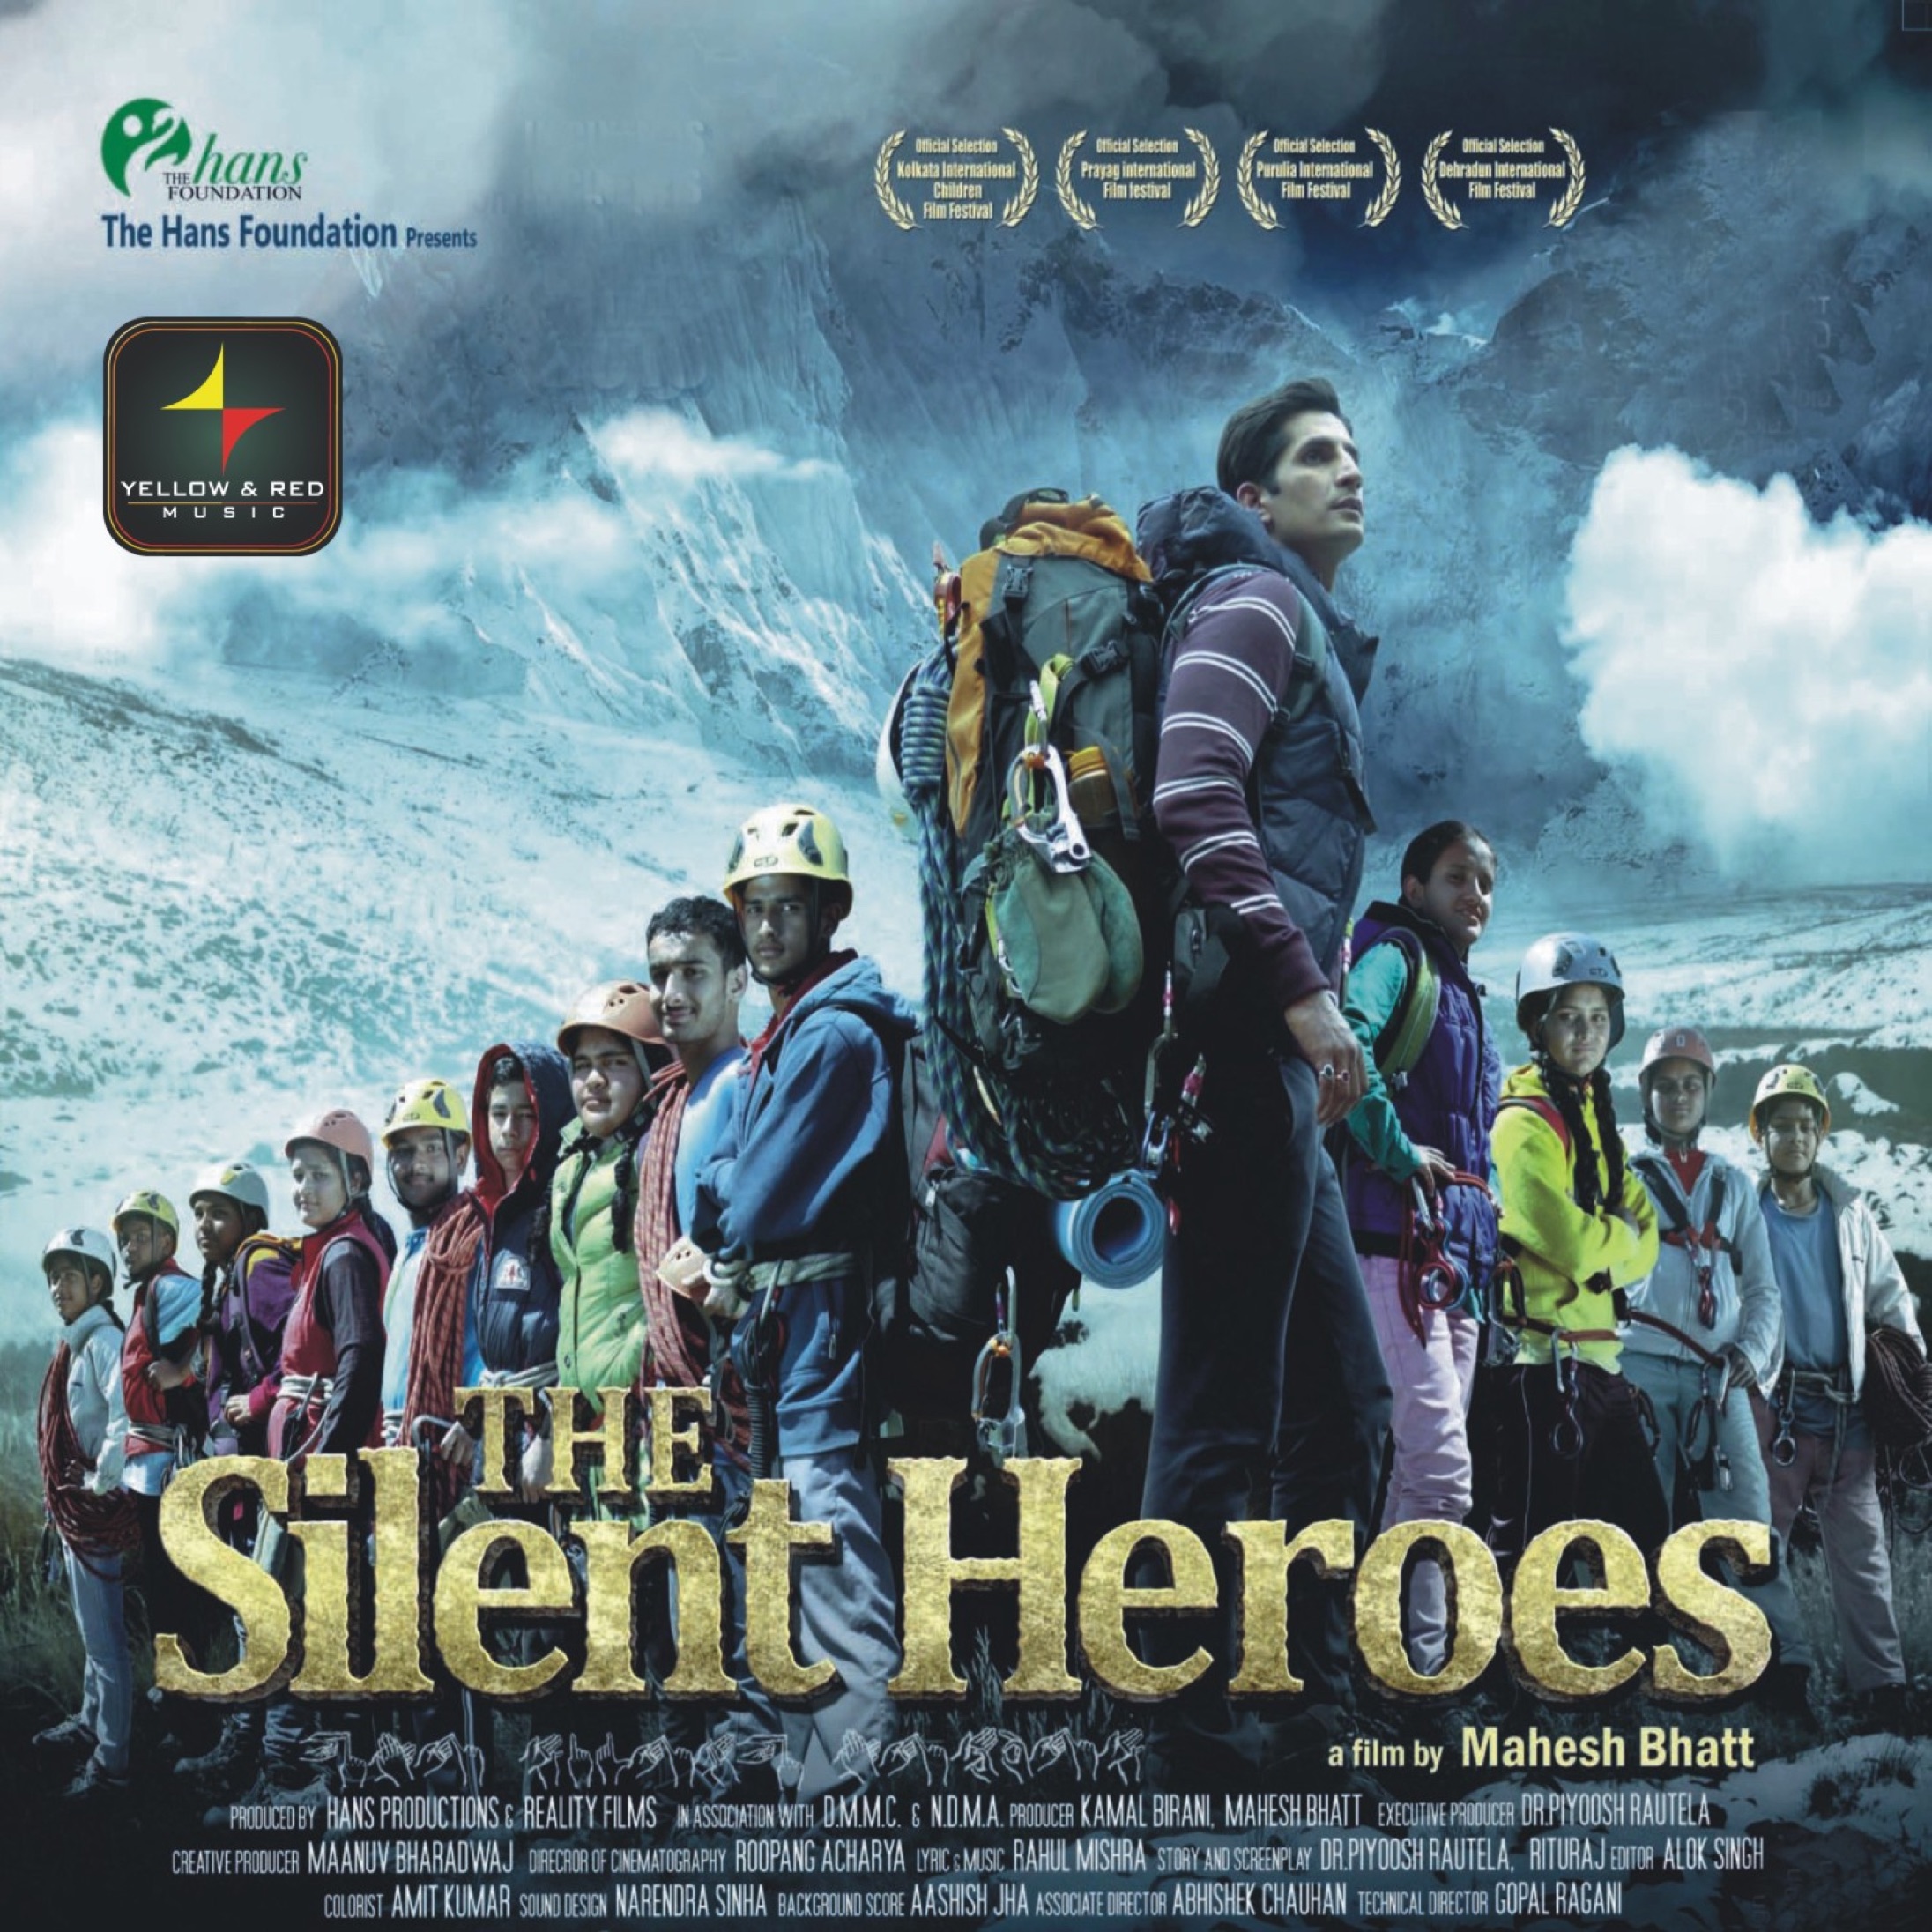 THE hans
FOUNDATION
The Hans Foundation Presents
Official Selection
Kolkata International
Children
Film Festival
Official Selection
Prayag international
Film festival
Official Selection
Purulia International
Film Festival
Official Selection
Dehradun International
Film Festival
YELLOW & RED
MUSIC
THE
Silent Heroes
a film by Mahesh Bhatt
PRODUCED BY HANS PRODUCTIONS & REALITY FILMS IN ASSOCIATION WITH D.M.M.C. & N.D.M.A. PRODUCER KAMAL BIRANI, MAHESH BHATT EXECUTIVE PRODUCER DR.PIYOOSH RAUTELA
CREATIVE PRODUCER MAANUV BHARADWAJ DIRECROR OF CINEMATOGRAPHY ROOPANG ACHARYA LYRIC & MUSIC RAHUL MISHRA STORY AND SCREENPLAY DR.PIYOOSH RAUTELA, RITURAJ EDITOR ALOK SINGH
COLORIST AMIT KUMAR SOUND DESIGN NARENDRA SINHA BACKGROUND SCORE AASHISH JHA ASSOCIATE DIRECTOR ABHISHEK CHAUHAN TECHNICAL DIRECTOR GOPAL RAGANI